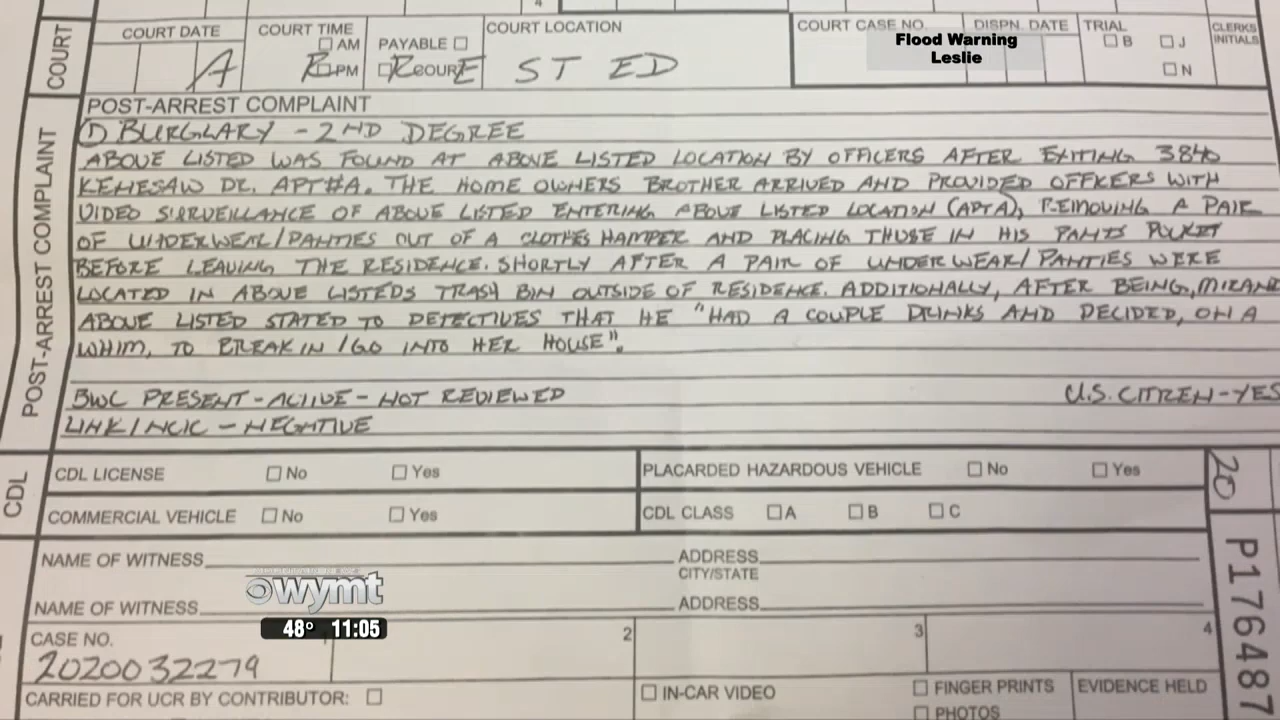 4
COURT
COURT DATE
COURT TIME
AM
PM
PAYABLE
COURT LOCATION
COURT CASE NO.
DISPN. DATE
TRIAL
B
J
N
CLERKS INITIALS
Flood Warning
Leslie
A R R E ST ED
POST-ARREST COMPLAINT
POST-ARREST COMPLAINT
① BURGLARY - 2ND DEGREE
ABOVE LISTED WAS FOUND AT ABOVE LISTED LOCATION BY OFFICERS AFTER EXITING 3840
KENESAW DR. APT#A. THE HOME OWNERS BROTHER ARRIVED AND PROVIDED OFFICERS WITH
VIDEO SURVEILLANCE OF ABOVE LISTED ENTERING ABOVE LISTED LOCATION (APT A), REMOVING A PAIR
OF UNDERWEAR/PANTIES OUT OF A CLOTHES HAMPER AND PLACING THOSE IN HIS PANTS POCKET
BEFORE LEAVING THE RESIDENCE. SHORTLY AFTER A PAIR OF UNDERWEAR/PANTIES WERE
LOCATED IN ABOVE LISTEDS TRASH BIN OUTSIDE OF RESIDENCE. ADDITIONALLY, AFTER BEING, MIRAND
ABOVE LISTED STATED TO DETECTIVES THAT HE "HAD A COUPLE DRINKS AND DECIDED, ON A
WHIM, TO BREAK IN/GO INTO HER HOUSE".
BWC PRESENT-ACTIVE-NOT REVIEWED
U.S. CITIZEN-YES
LINK/NCIC - NEGATIVE
CDL
CDL LICENSE No Yes
PLACARDED HAZARDOUS VEHICLE No Yes
COMMERCIAL VEHICLE No Yes
CDL CLASS A B C
20
P176487
NAME OF WITNESS
ADDRESS
CITY/STATE
NAME OF WITNESS
ADDRESS
wymt
48° 11:05
CASE NO. 1
2
3
4
2020032279
CARRIED FOR UCR BY CONTRIBUTOR:
IN-CAR VIDEO
FINGER PRINTS
EVIDENCE HELD
PHOTOS